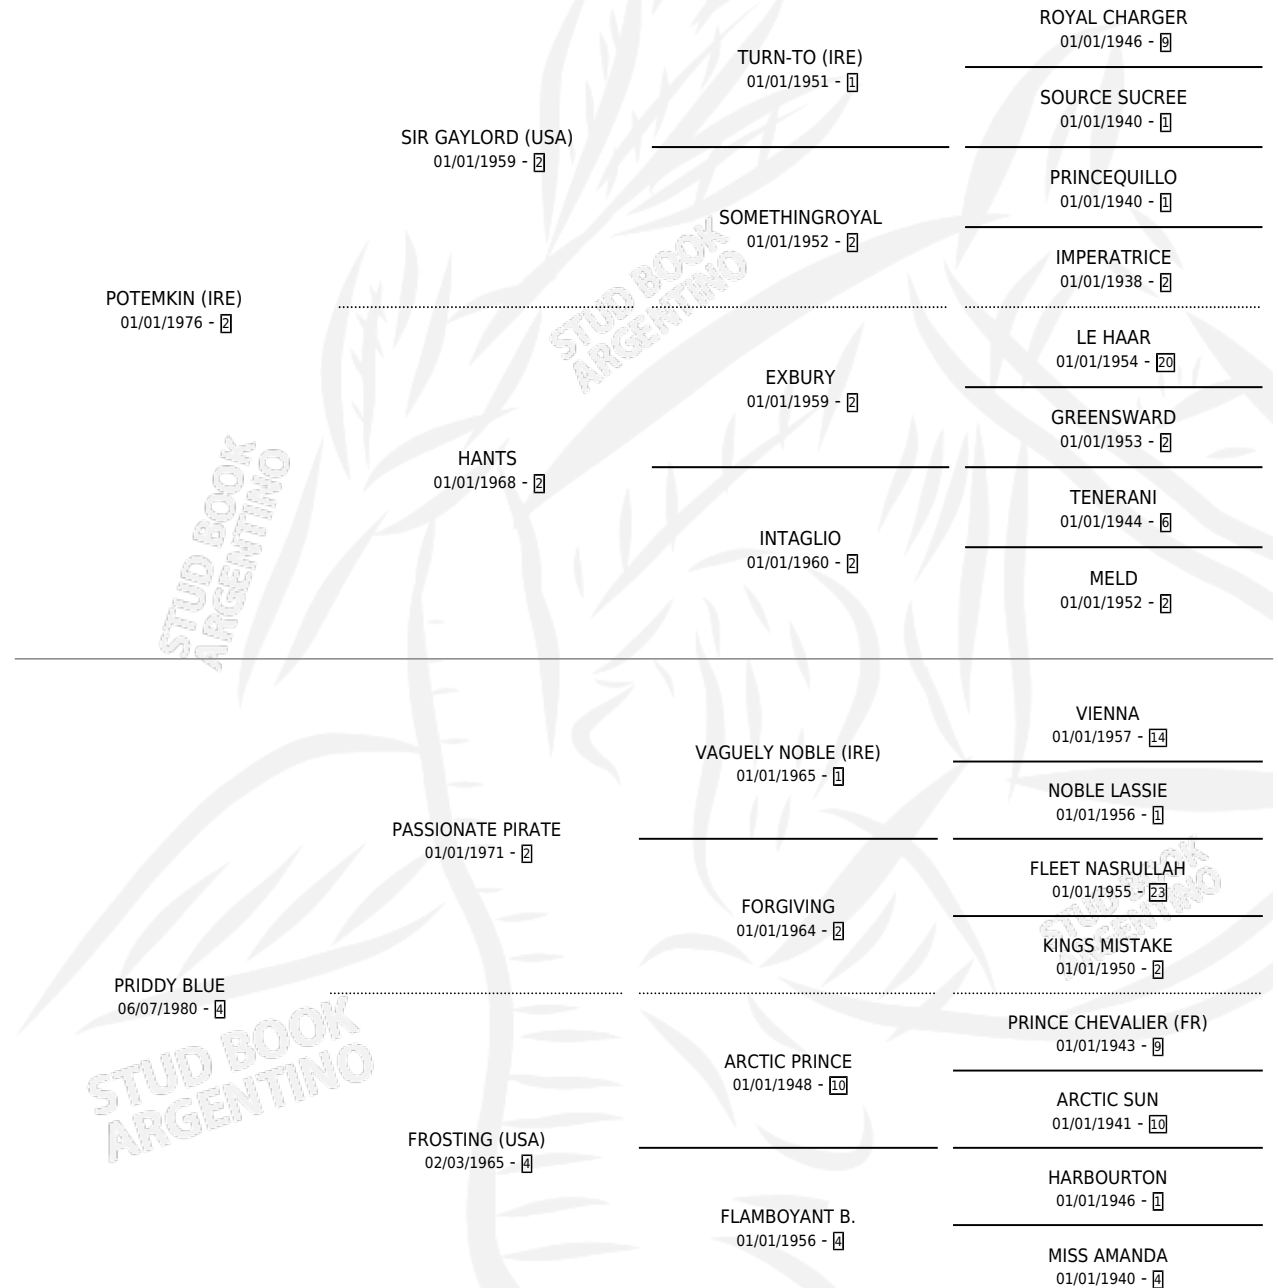 ROYAL CHARGER
01/01/1946 - 9
TURN-TO (IRE)
01/01/1951 - 1
SOURCE SUCREE
01/01/1940 - 1
SIR GAYLORD (USA)
01/01/1959 - 2
PRINCEQUILLO
01/01/1940 - 1
SOMETHINGROYAL
01/01/1952 - 2
IMPERATRICE
01/01/1938 - 2
POTEMKIN (IRE)
01/01/1976 - 2
STUD BOOK
ARGENTINO
LE HAAR
01/01/1954 - 20
EXBURY
01/01/1959 - 2
GREENSWARD
01/01/1953 - 2
HANTS
01/01/1968 - 2
TENERANI
01/01/1944 - 6
INTAGLIO
01/01/1960 - 2
MELD
01/01/1952 - 2
STUD BOOK
ARGENTINO
VIENNA
01/01/1957 - 14
VAGUELY NOBLE (IRE)
01/01/1965 - 1
NOBLE LASSIE
01/01/1956 - 1
PASSIONATE PIRATE
01/01/1971 - 2
FLEET NASRULLAH
01/01/1955 - 23
FORGIVING
01/01/1964 - 2
KINGS MISTAKE
01/01/1950 - 2
STUD BOOK
ARGENTINO
PRIDDY BLUE
06/07/1980 - 4
PRINCE CHEVALIER (FR)
01/01/1943 - 9
ARCTIC PRINCE
01/01/1948 - 10
ARCTIC SUN
01/01/1941 - 10
STUD BOOK
ARGENTINO
FROSTING (USA)
02/03/1965 - 4
HARBOURTON
01/01/1946 - 1
FLAMBOYANT B.
01/01/1956 - 4
MISS AMANDA
01/01/1940 - 4